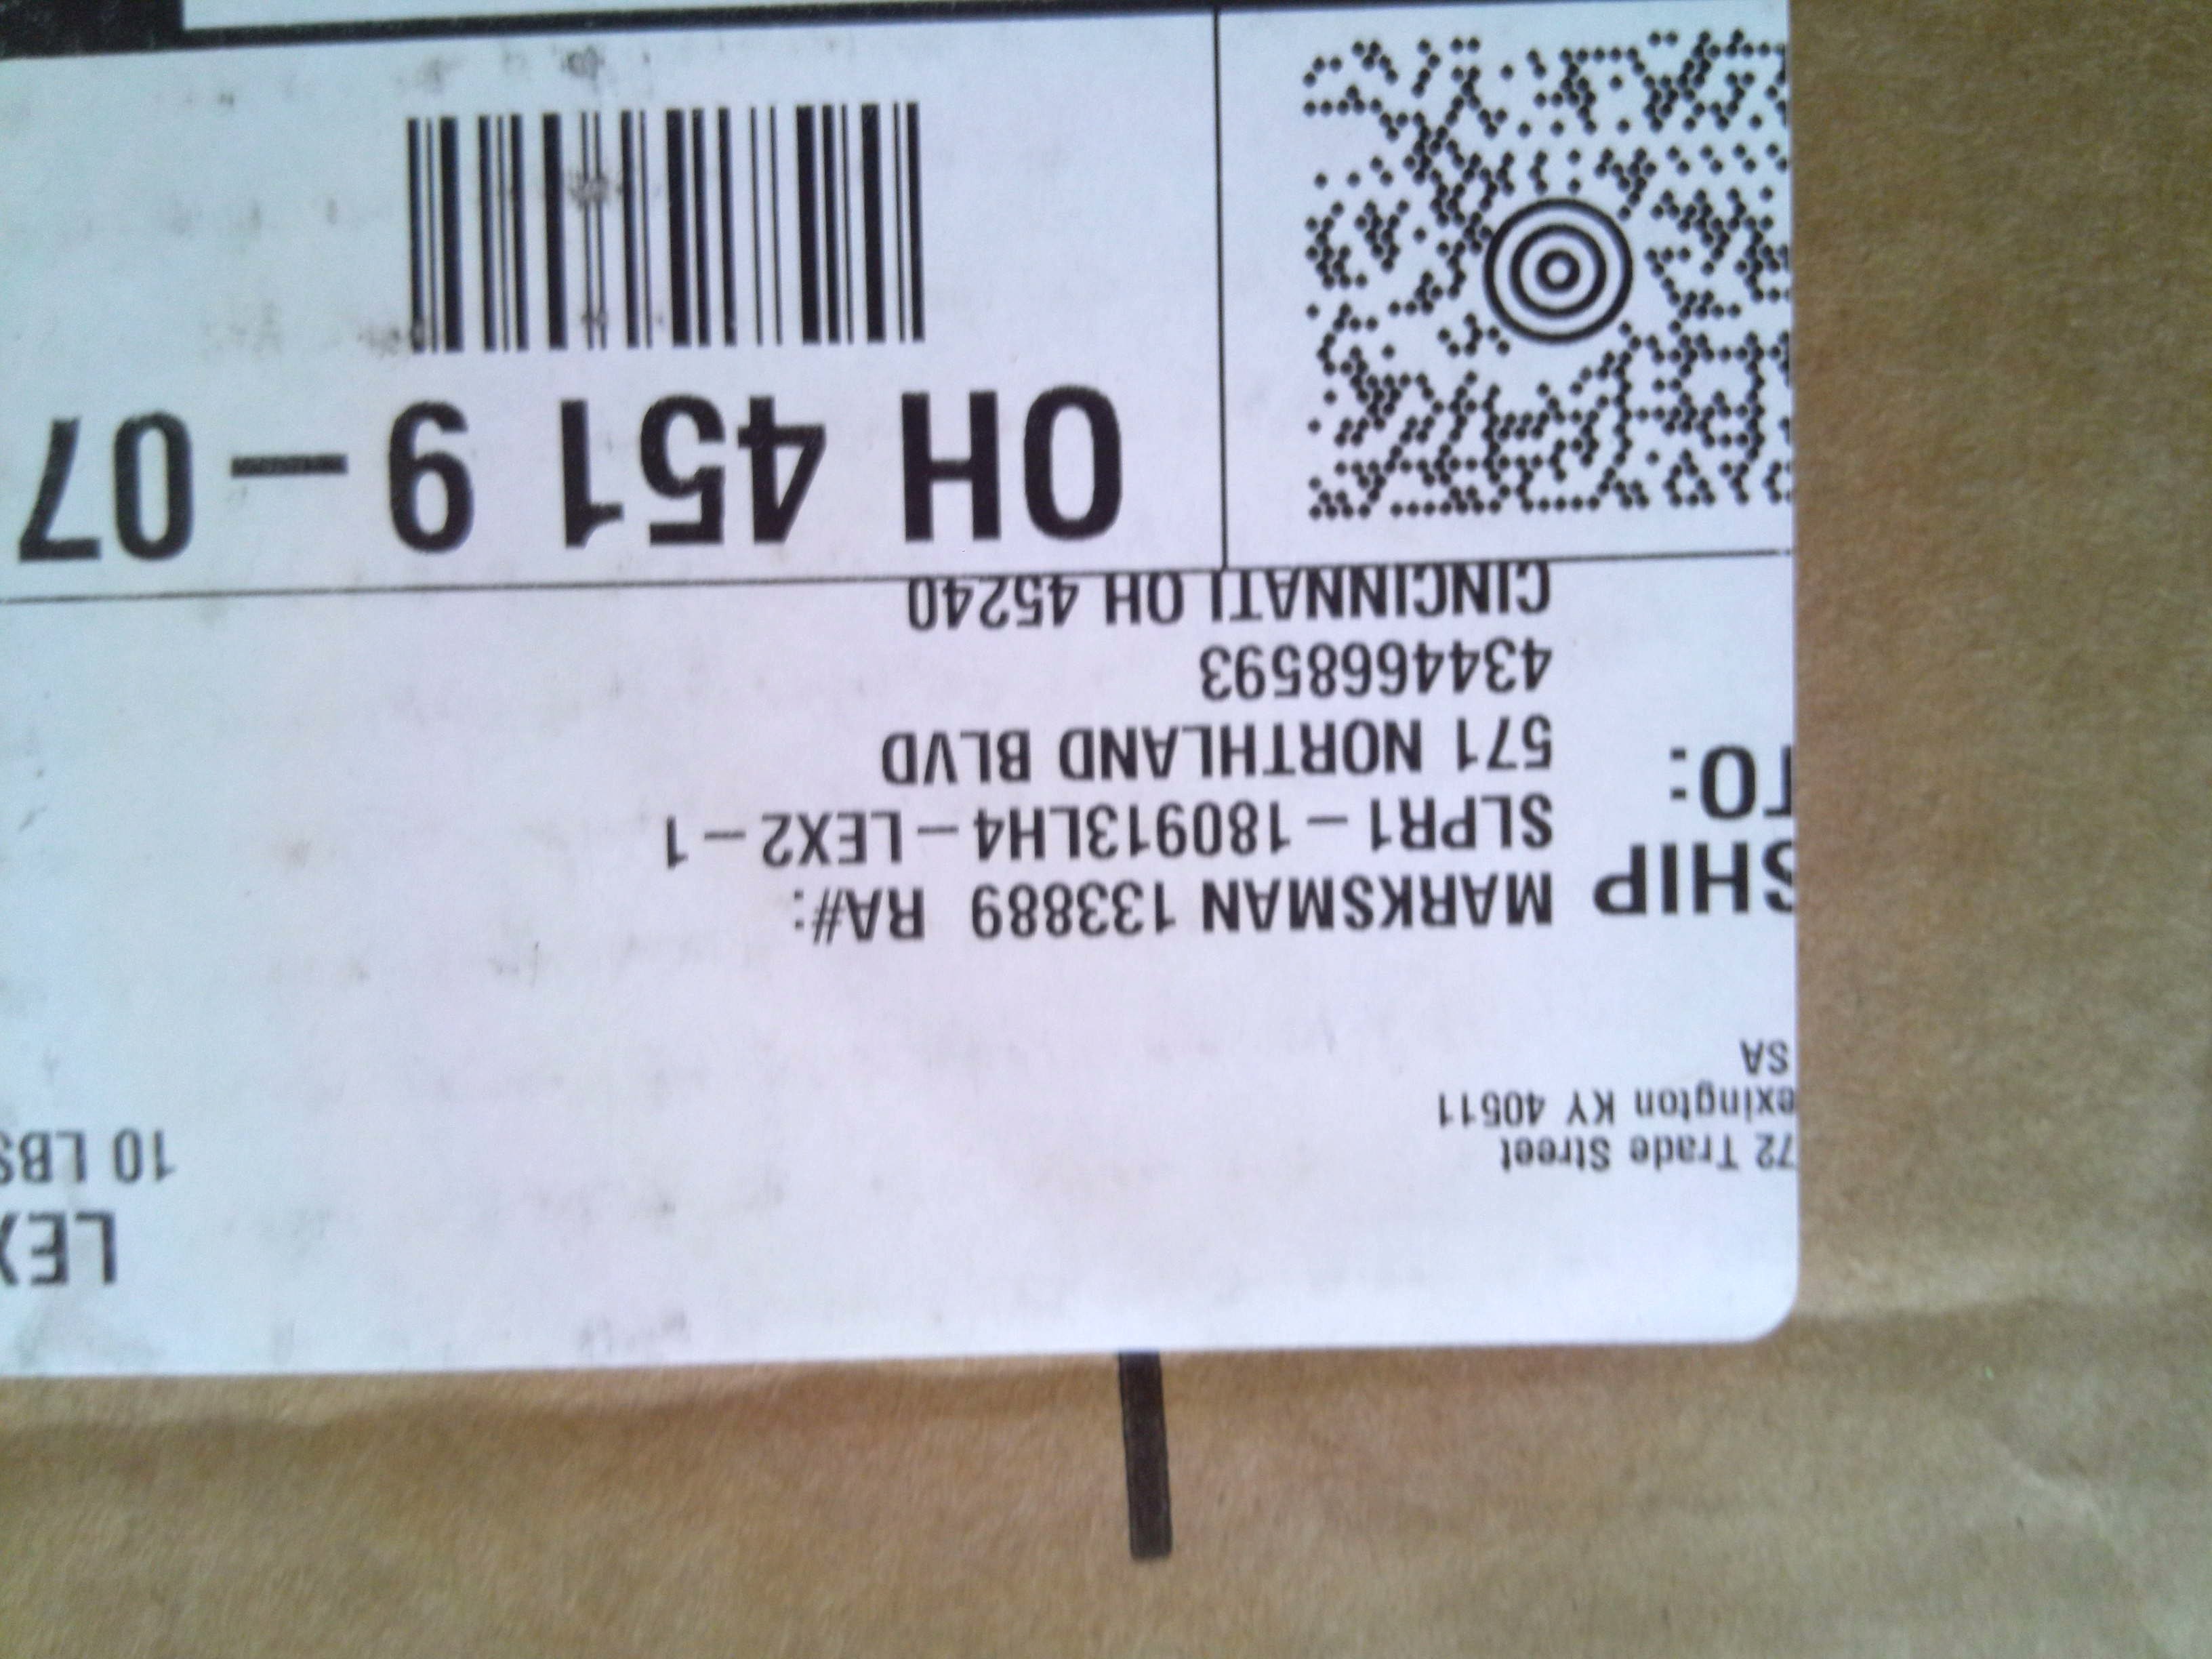 LEX
10 LBS
72 Trade Street
exington KY 40511
SA
SHIP
TO:
MARKSMAN 133889 RA#:
SLPR1-180913LH4-LEX2-1
571 NORTHLAND BLVD
4344668593
CINCINNATI OH 45240
OH 451 9-07